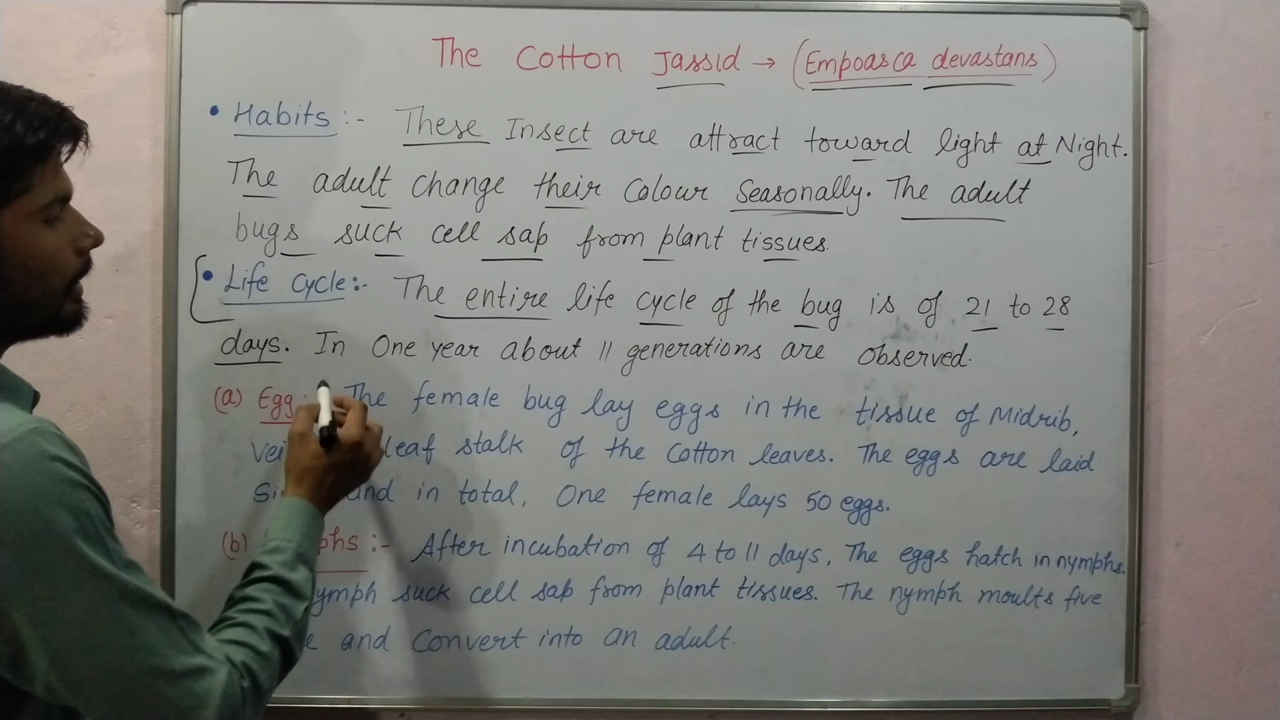 The Cotton Jassid → (Empoasca devastans)
• Habits :- These Insect are attract toward light at Night.
The adult change their Colour Seasonally. The adult
bugs suck cell sap from plant tissues.
• Life Cycle:- The entire life cycle of the bug is of 21 to 28
days. In One year about 11 generations are observed.
(a) Egg: The female bug lay eggs in the tissue of Midrib,
leaf stalk of the Cotton leaves. The eggs are laid
and in total, One female lays 50 eggs.
(b) :- After incubation of 4 to 11 days, The eggs hatch in nymphs.
suck cell sap from plant tissues. The nymph moults five
and Convert into an adult.